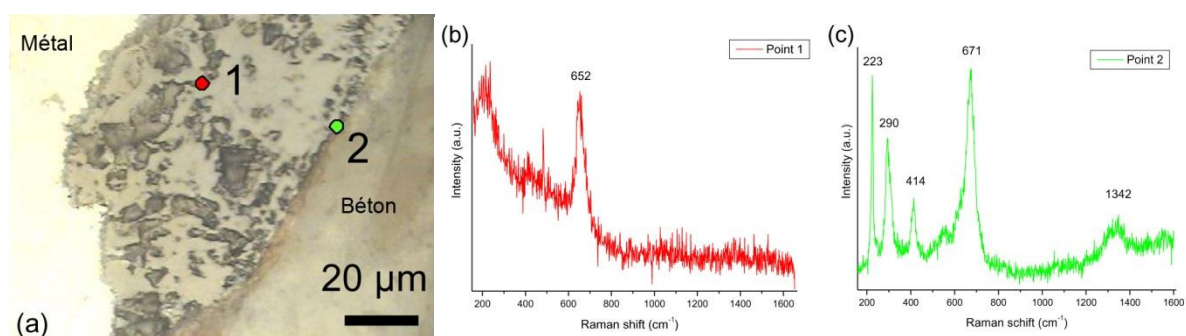 Métal
1
2
Béton
20 µm
(a)
(b)
Point 1
652
Intensity (a.u.)
200 400 600 800 1000 1200 1400 1600
Raman shift (cm-1)
(c)
Point 2
223
671
290
414
1342
Intensity (a.u.)
200 400 600 800 1000 1200 1400 1600
Raman schift (cm-1)